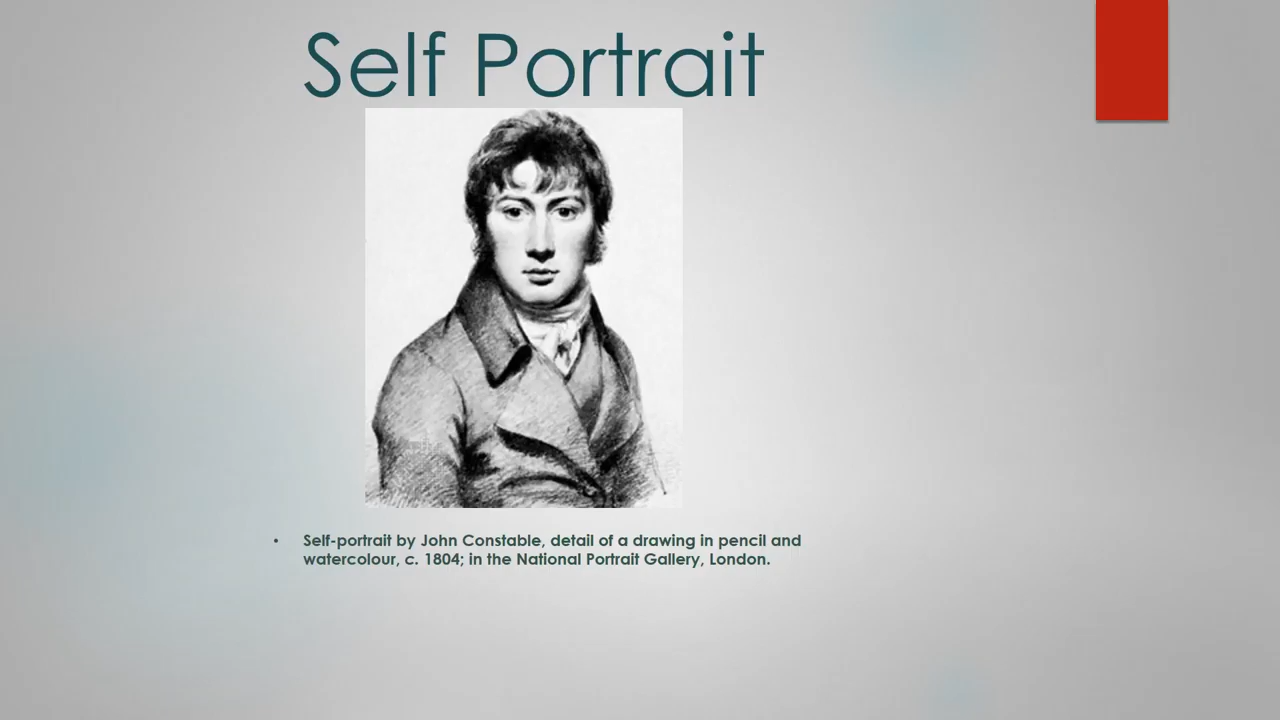 Self Portrait
• Self-portrait by John Constable, detail of a drawing in pencil and
watercolour, c. 1804; in the National Portrait Gallery, London.